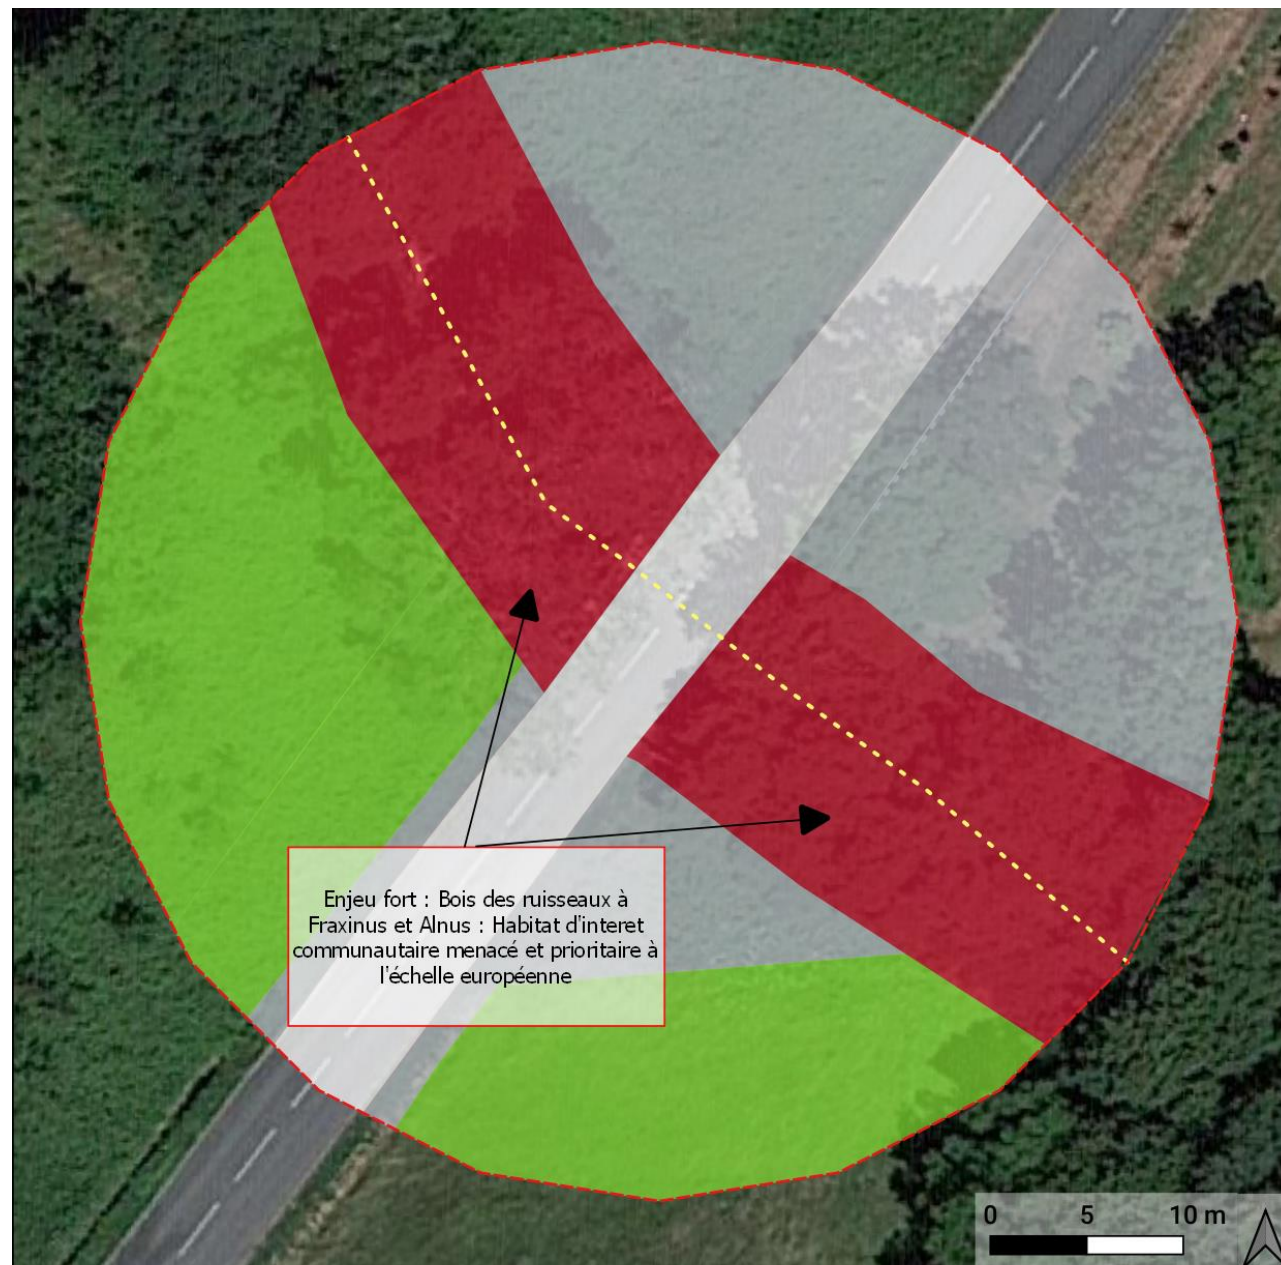 Enjeu fort : Bois des ruisseaux à
Fraxinus et Alnus : Habitat d'interet
communautaire menacé et prioritaire à
l'échelle européenne
0 5 10 m